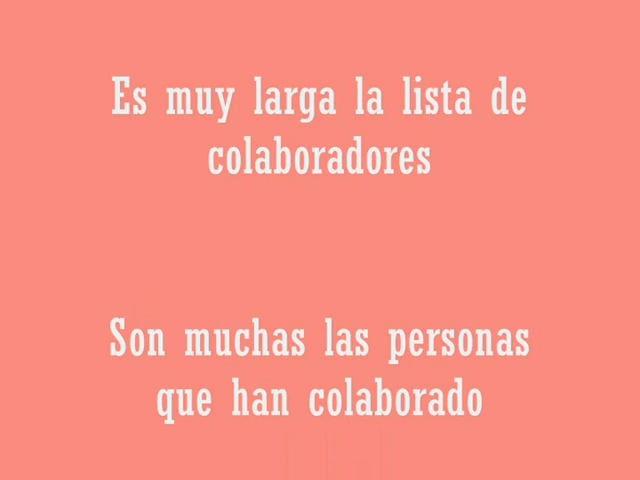 Es muy larga la lista de
colaboradores
Son muchas las personas
que han colaborado